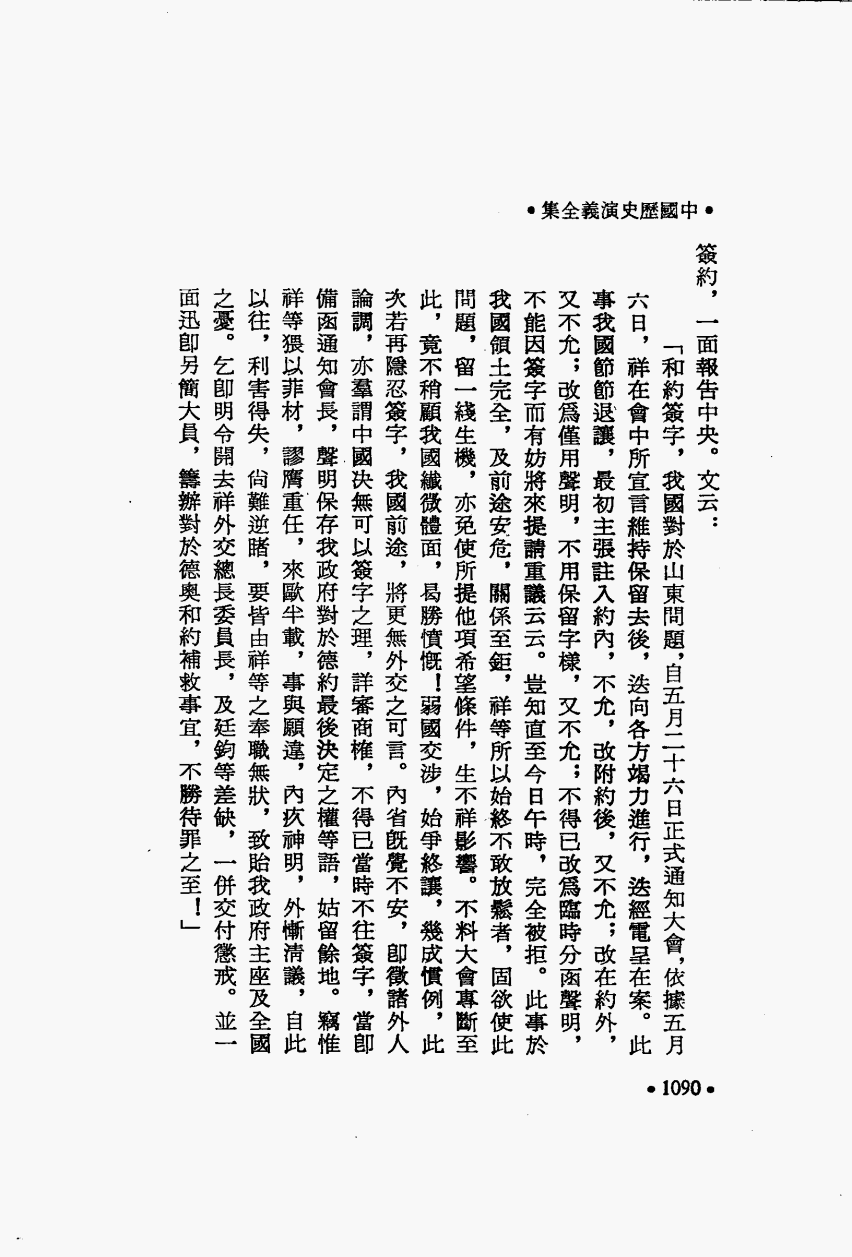 •中國歷史演義全集•
簽約，一面報告中央。文云：
「和約簽字，我國對於山東問題，自五月二十六日正式通知大會，依據五月
六日，祥在會中所宣言維持保留去後，迭向各方竭力進行，迭經電呈在案。此
事我國節節退讓，最初主張註入約內，不允，改附約後，又不允；改在約外，
又不允；改爲僅用聲明，不用保留字樣，又不允；不得已改爲臨時分函聲明，
不能因簽字而有妨將來提請重議云云。豈知直至今日午時，完全被拒。此事於
我國領土完全，及前途安危，關係至鉅，祥等所以始終不敢放鬆者，固欲使此
問題，留一綫生機，亦免使所提他項希望條件，生不祥影響。不料大會專斷至
此，竟不稍顧我國纖微體面，曷勝憤慨！弱國交涉，始爭終讓，幾成慣例，此
次若再隱忍簽字，我國前途，將更無外交之可言。內省旣覺不安，卽徵諸外人
論調，亦羣謂中國決無可以簽字之理，詳審商榷，不得已當時不往簽字，當卽
備函通知會長，聲明保存我政府對於德約最後決定之權等語，姑留餘地。竊惟
祥等猥以菲材，謬膺重任，來歐半載，事與願違，內疚神明，外慚清議，自此
以往，利害得失，尙難逆睹，要皆由祥等之奉職無狀，致貽我政府主座及全國
之憂。乞卽明令開去祥外交總長委員長，及廷鈞等差缺，一併交付懲戒。並一
面迅卽另簡大員，籌辦對於德奧和約補救事宜，不勝待罪之至！」
•1090•